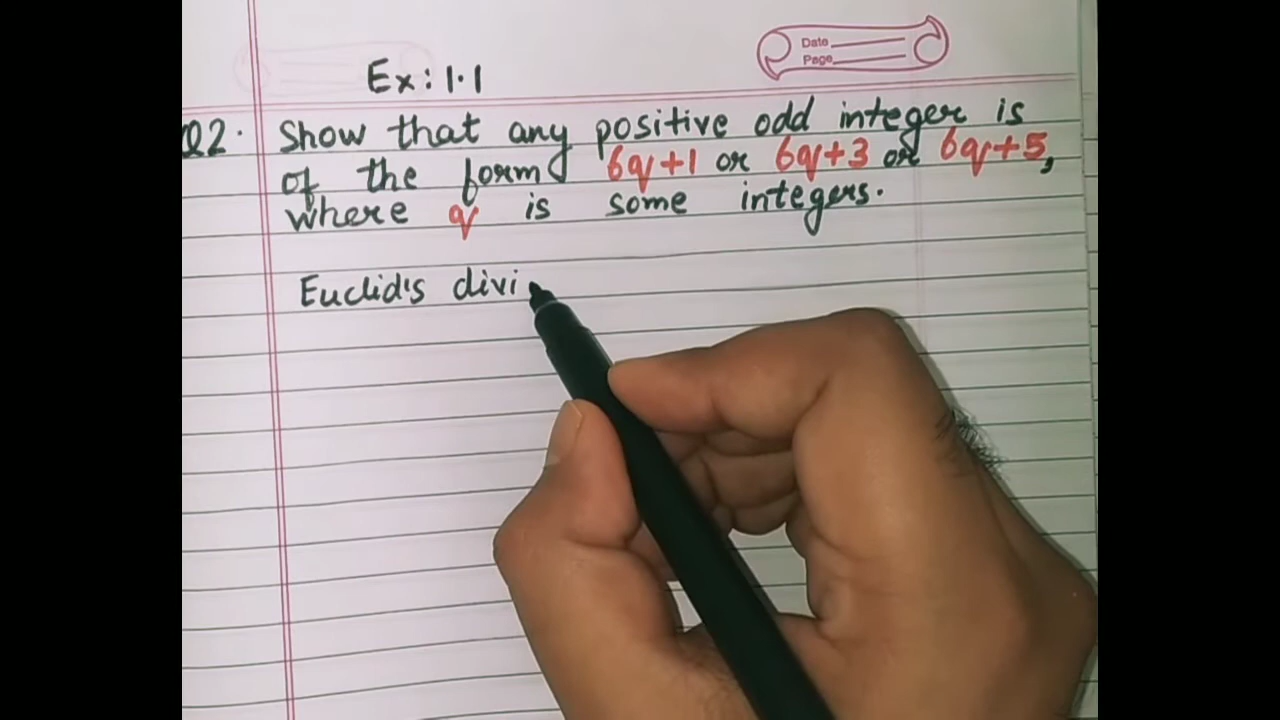 Date
Page
Ex: 1.1
Q2. Show that any positive odd integer is
of the form 6q+1 or 6q+3 or 6q+5,
where q is some integers.
Euclid's divi